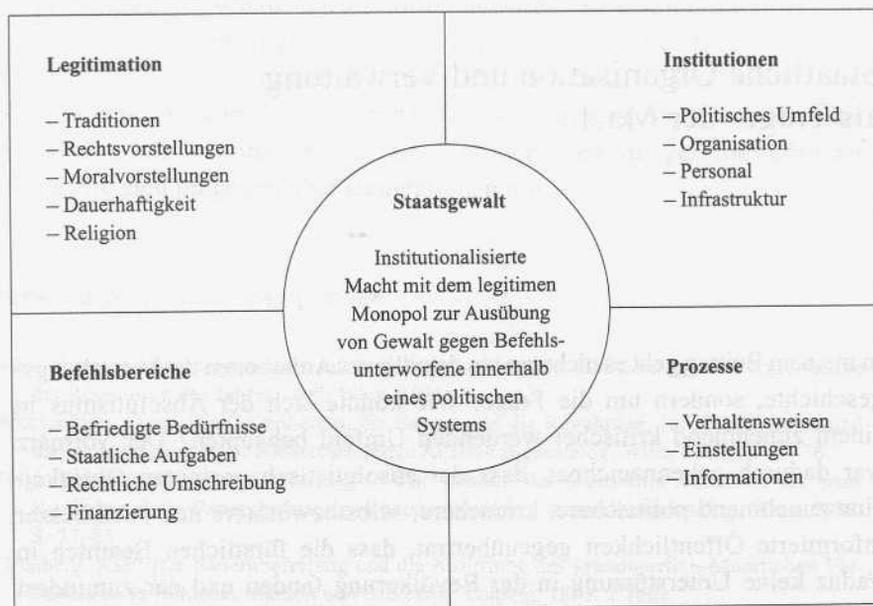 Legitimation
– Traditionen
– Rechtsvorstellungen
– Moralvorstellungen
– Dauerhaftigkeit
– Religion
Institutionen
– Politisches Umfeld
– Organisation
– Personal
– Infrastruktur
Staatsgewalt
Institutionalisierte
Macht mit dem legitimen
Monopol zur Ausübung
von Gewalt gegen Befehls-
unterworfene innerhalb
eines politischen
Systems
Befehlsbereiche
– Befriedigte Bedürfnisse
– Staatliche Aufgaben
– Rechtliche Umschreibung
– Finanzierung
Prozesse
– Verhaltensweisen
– Einstellungen
– Informationen